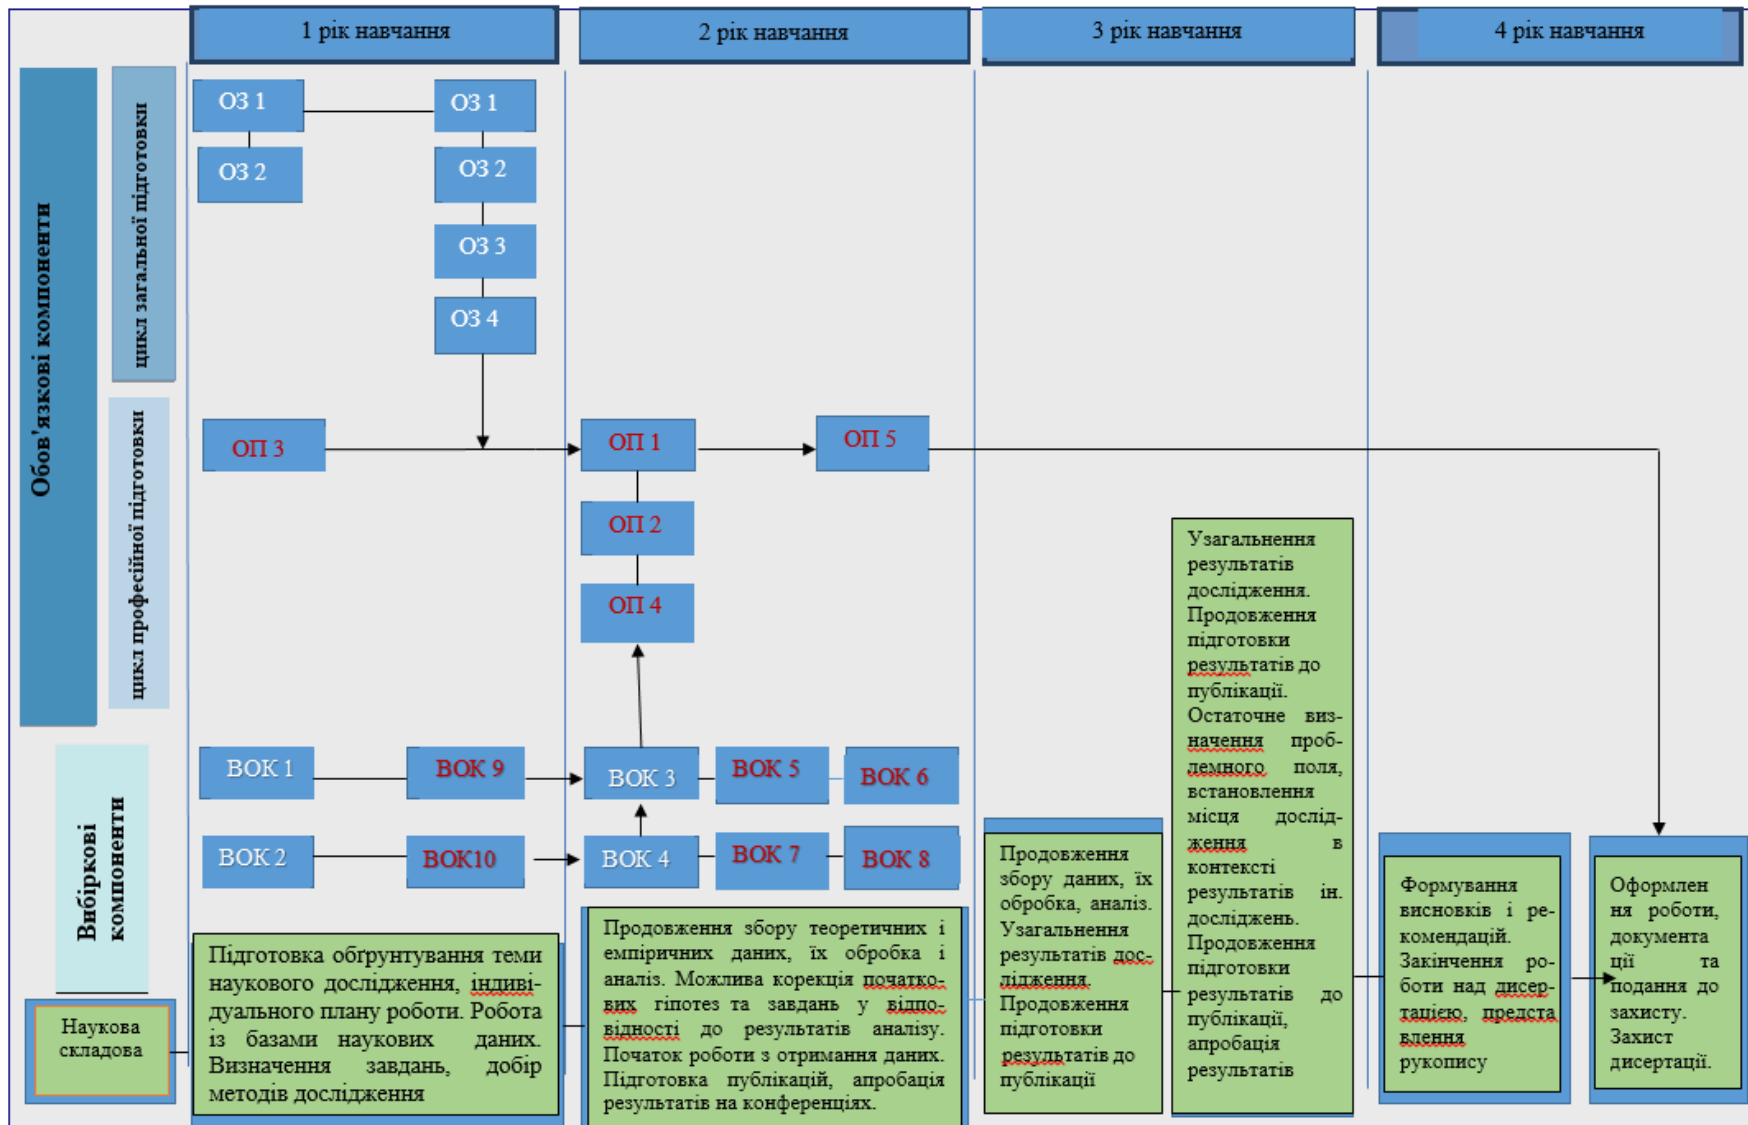 1 рік навчання
2 рік навчання
3 рік навчання
4 рік навчання
Обов'язкові компоненти
цикл загальної підготовки
ОЗ 1
ОЗ 1
ОЗ 2
ОЗ 2
ОЗ 3
ОЗ 4
цикл професійної підготовки
ОП 3
ОП 1
ОП 5
ОП 2
ОП 4
Вибіркові
компоненти
ВОК 1
ВОК 9
ВОК 3
ВОК 5
ВОК 6
ВОК 2
ВОК10
ВОК 4
ВОК 7
ВОК 8
Наукова
складова
Підготовка обґрунтування теми
наукового дослідження, індиві-
дуального плану роботи. Робота
із базами наукових даних.
Визначення завдань, добір
методів дослідження
Продовження збору теоретичних і
емпіричних даних, їх обробка і
аналіз. Можлива корекція початко-
вих гіпотез та завдань у відпо-
відності до результатів аналізу.
Початок роботи з отримання даних.
Підготовка публікацій, апробація
результатів на конференціях.
Продовження
збору даних, їх
обробка, аналіз.
Узагальнення
результатів дос-
лідження.
Продовження
підготовки
результатів до
публікації
Узагальнення
результатів
дослідження.
Продовження
підготовки
результатів до
публікації.
Остаточне виз-
начення проб-
лемного поля,
встановлення
місця дослід-
ження в
контексті
результатів ін.
досліджень.
Продовження
підготовки
результатів до
публікації,
апробація
результатів
Формування
висновків і ре-
комендацій.
Закінчення ро-
боти над дисер-
тацією, предста
влення
рукопису
Оформлен
ня роботи,
документа
ції та
подання до
захисту.
Захист
дисертації.